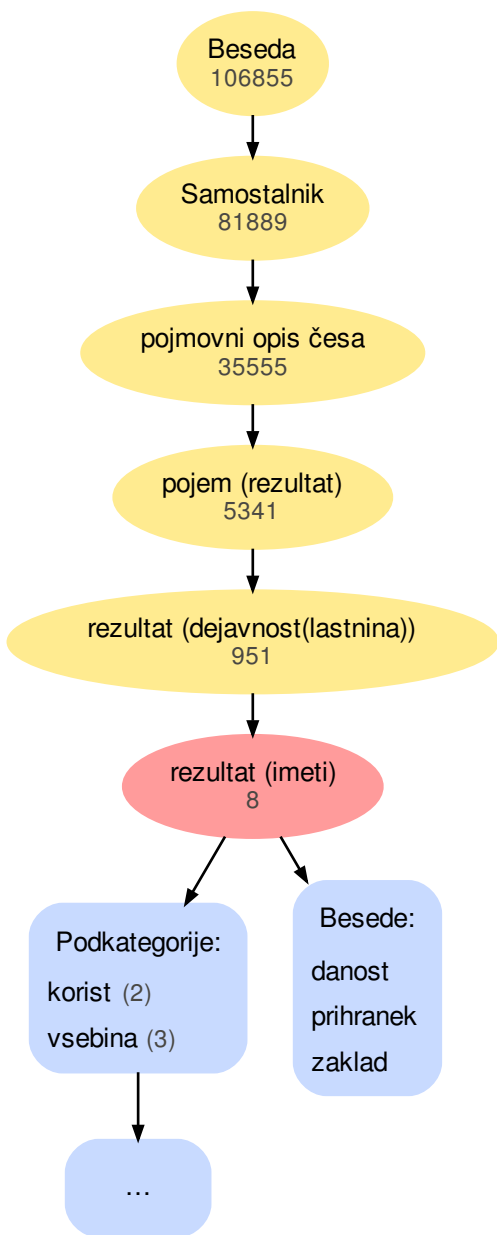 Beseda
106855
Samostalnik
81889
pojmovni opis česa
35555
pojem (rezultat)
5341
rezultat (dejavnost(lastnina))
951
rezultat (imeti)
8
Podkategorije:
korist (2)
vsebina (3)
Besede:
danost
prihranek
zaklad
...